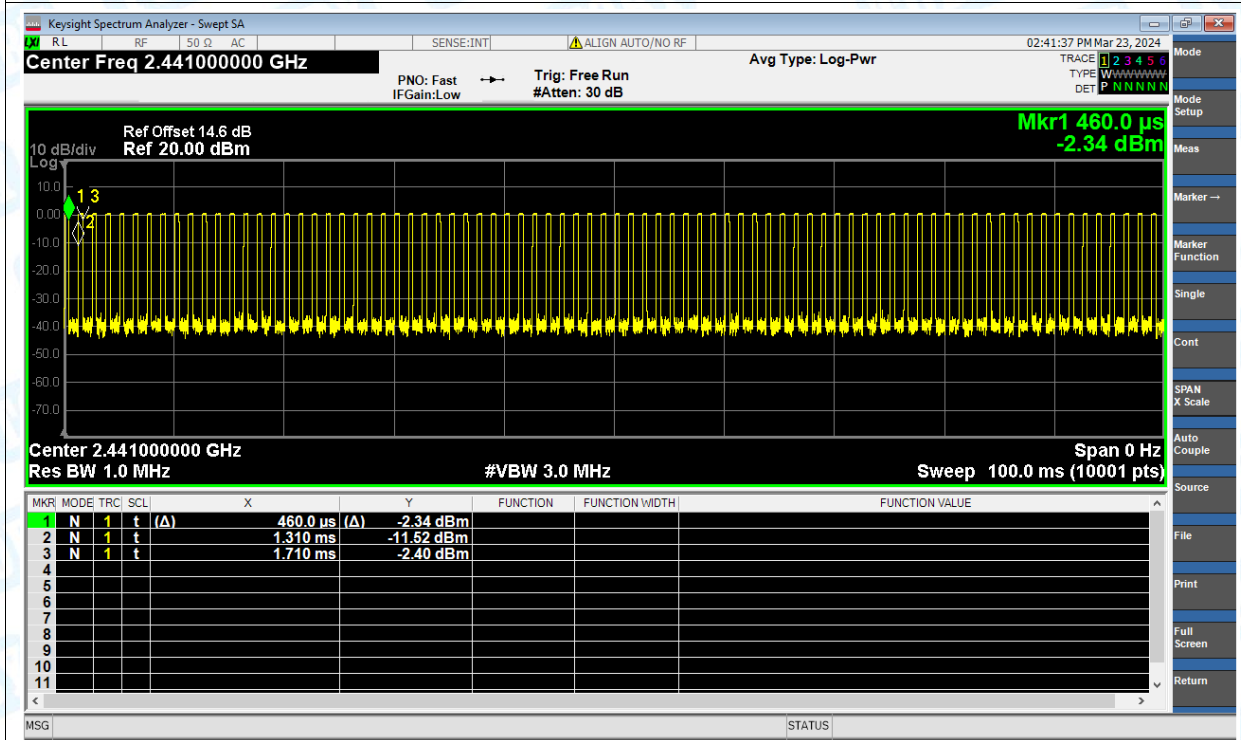 Keysight Spectrum Analyzer - Swept SA
LXI RL RF 50 Ω AC SENSE:INT ALIGN AUTO/NO RF 02:41:37 PM Mar 23, 2024
Center Freq 2.441000000 GHz
PNO: Fast
IFGain:Low
Trig: Free Run
#Atten: 30 dB
Avg Type: Log-Pwr
TRACE 1 2 3 4 5 6
TYPE WWWWWWW
DET P N N N N N
Ref Offset 14.6 dB
10 dB/div Ref 20.00 dBm
Log
Mkr1 460.0 µs
-2.34 dBm
10.0
0.00
-10.0
-20.0
-30.0
-40.0
-50.0
-60.0
-70.0
1 3
2
Center 2.441000000 GHz Span 0 Hz
Res BW 1.0 MHz #VBW 3.0 MHz Sweep 100.0 ms (10001 pts)
MKR MODE TRC SCL X Y FUNCTION FUNCTION WIDTH FUNCTION VALUE
1 N 1 t (Δ) 460.0 µs (Δ) -2.34 dBm
2 N 1 t 1.310 ms -11.52 dBm
3 N 1 t 1.710 ms -2.40 dBm
4
5
6
7
8
9
10
11
MSG STATUS
Mode
Mode
Setup
Meas
Marker →
Marker
Function
Single
Cont
SPAN
X Scale
Auto
Couple
Source
File
Print
Full
Screen
Return